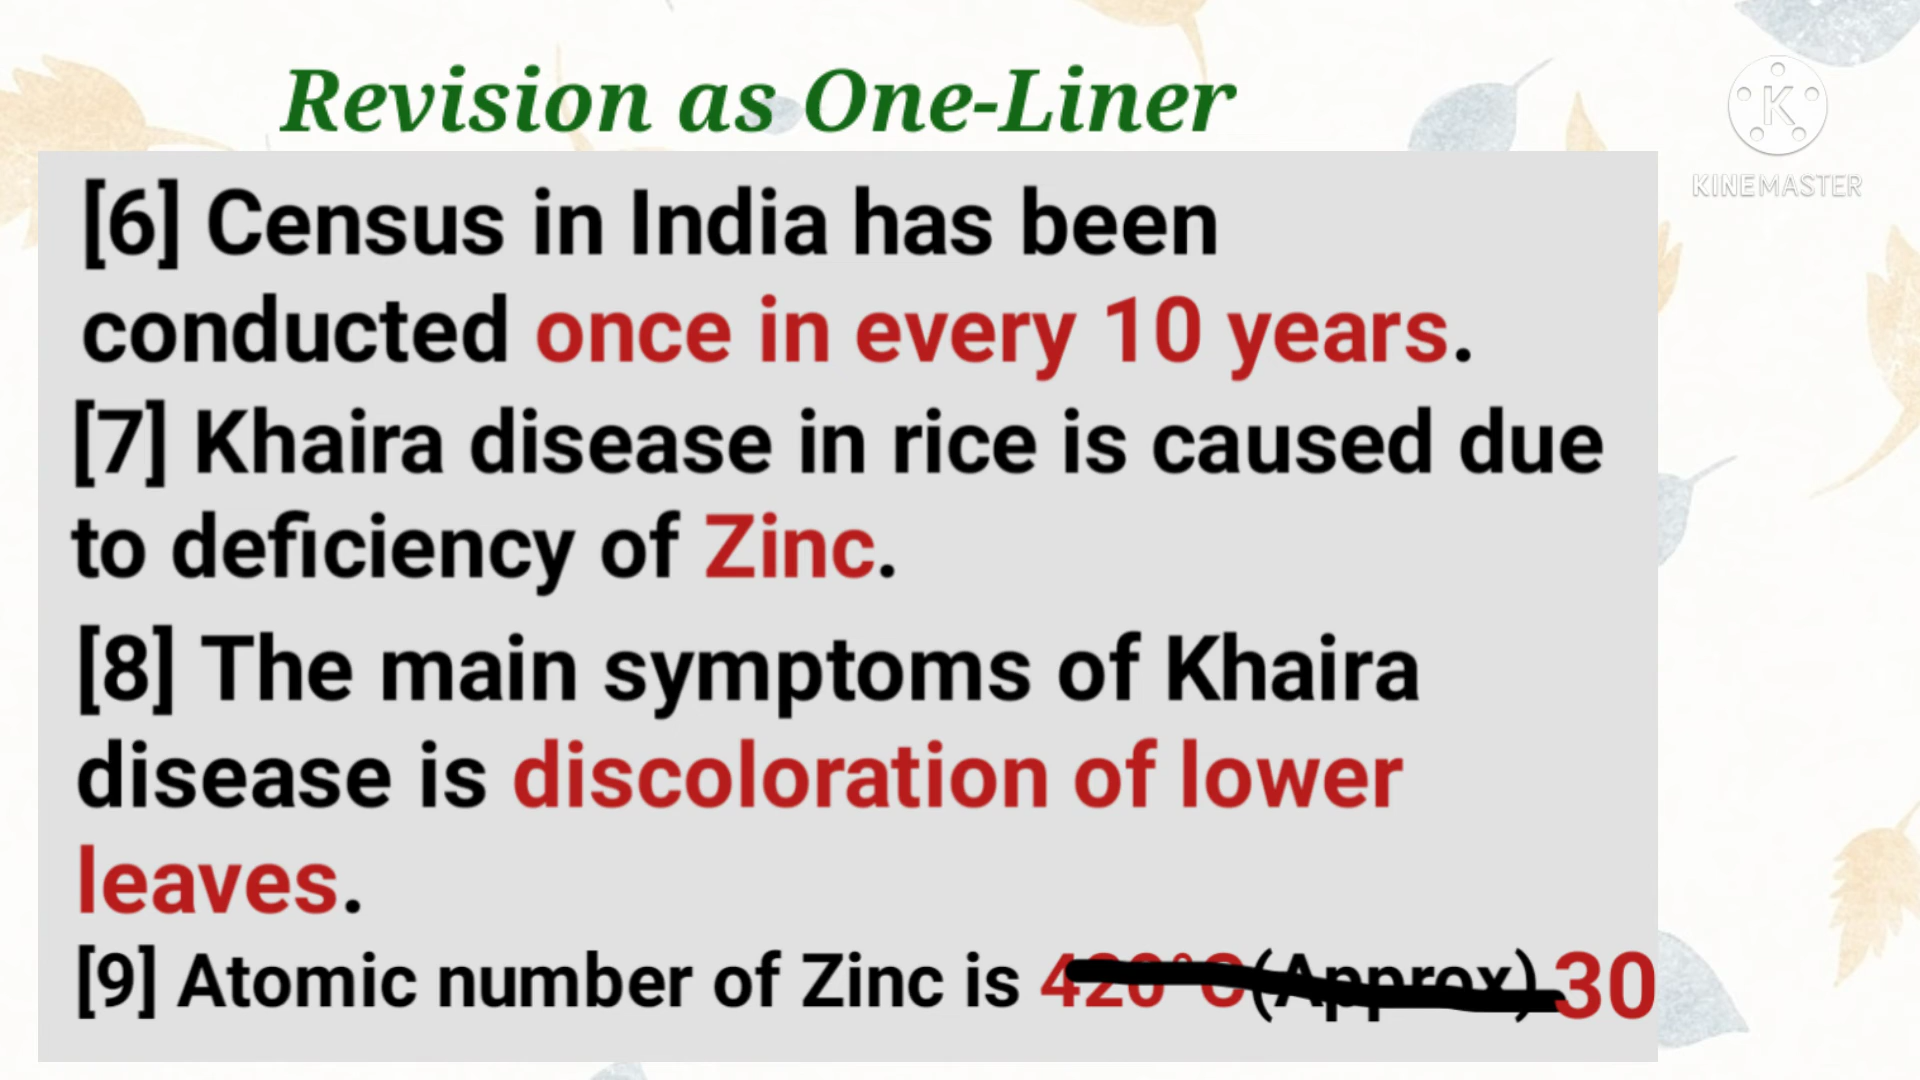 Revision as One-Liner
K
KINEMASTER
[6] Census in India has been
conducted once in every 10 years.
[7] Khaira disease in rice is caused due
to deficiency of Zinc.
[8] The main symptoms of Khaira
disease is discoloration of lower
leaves.
[9] Atomic number of Zinc is 420°C(Approx) 30